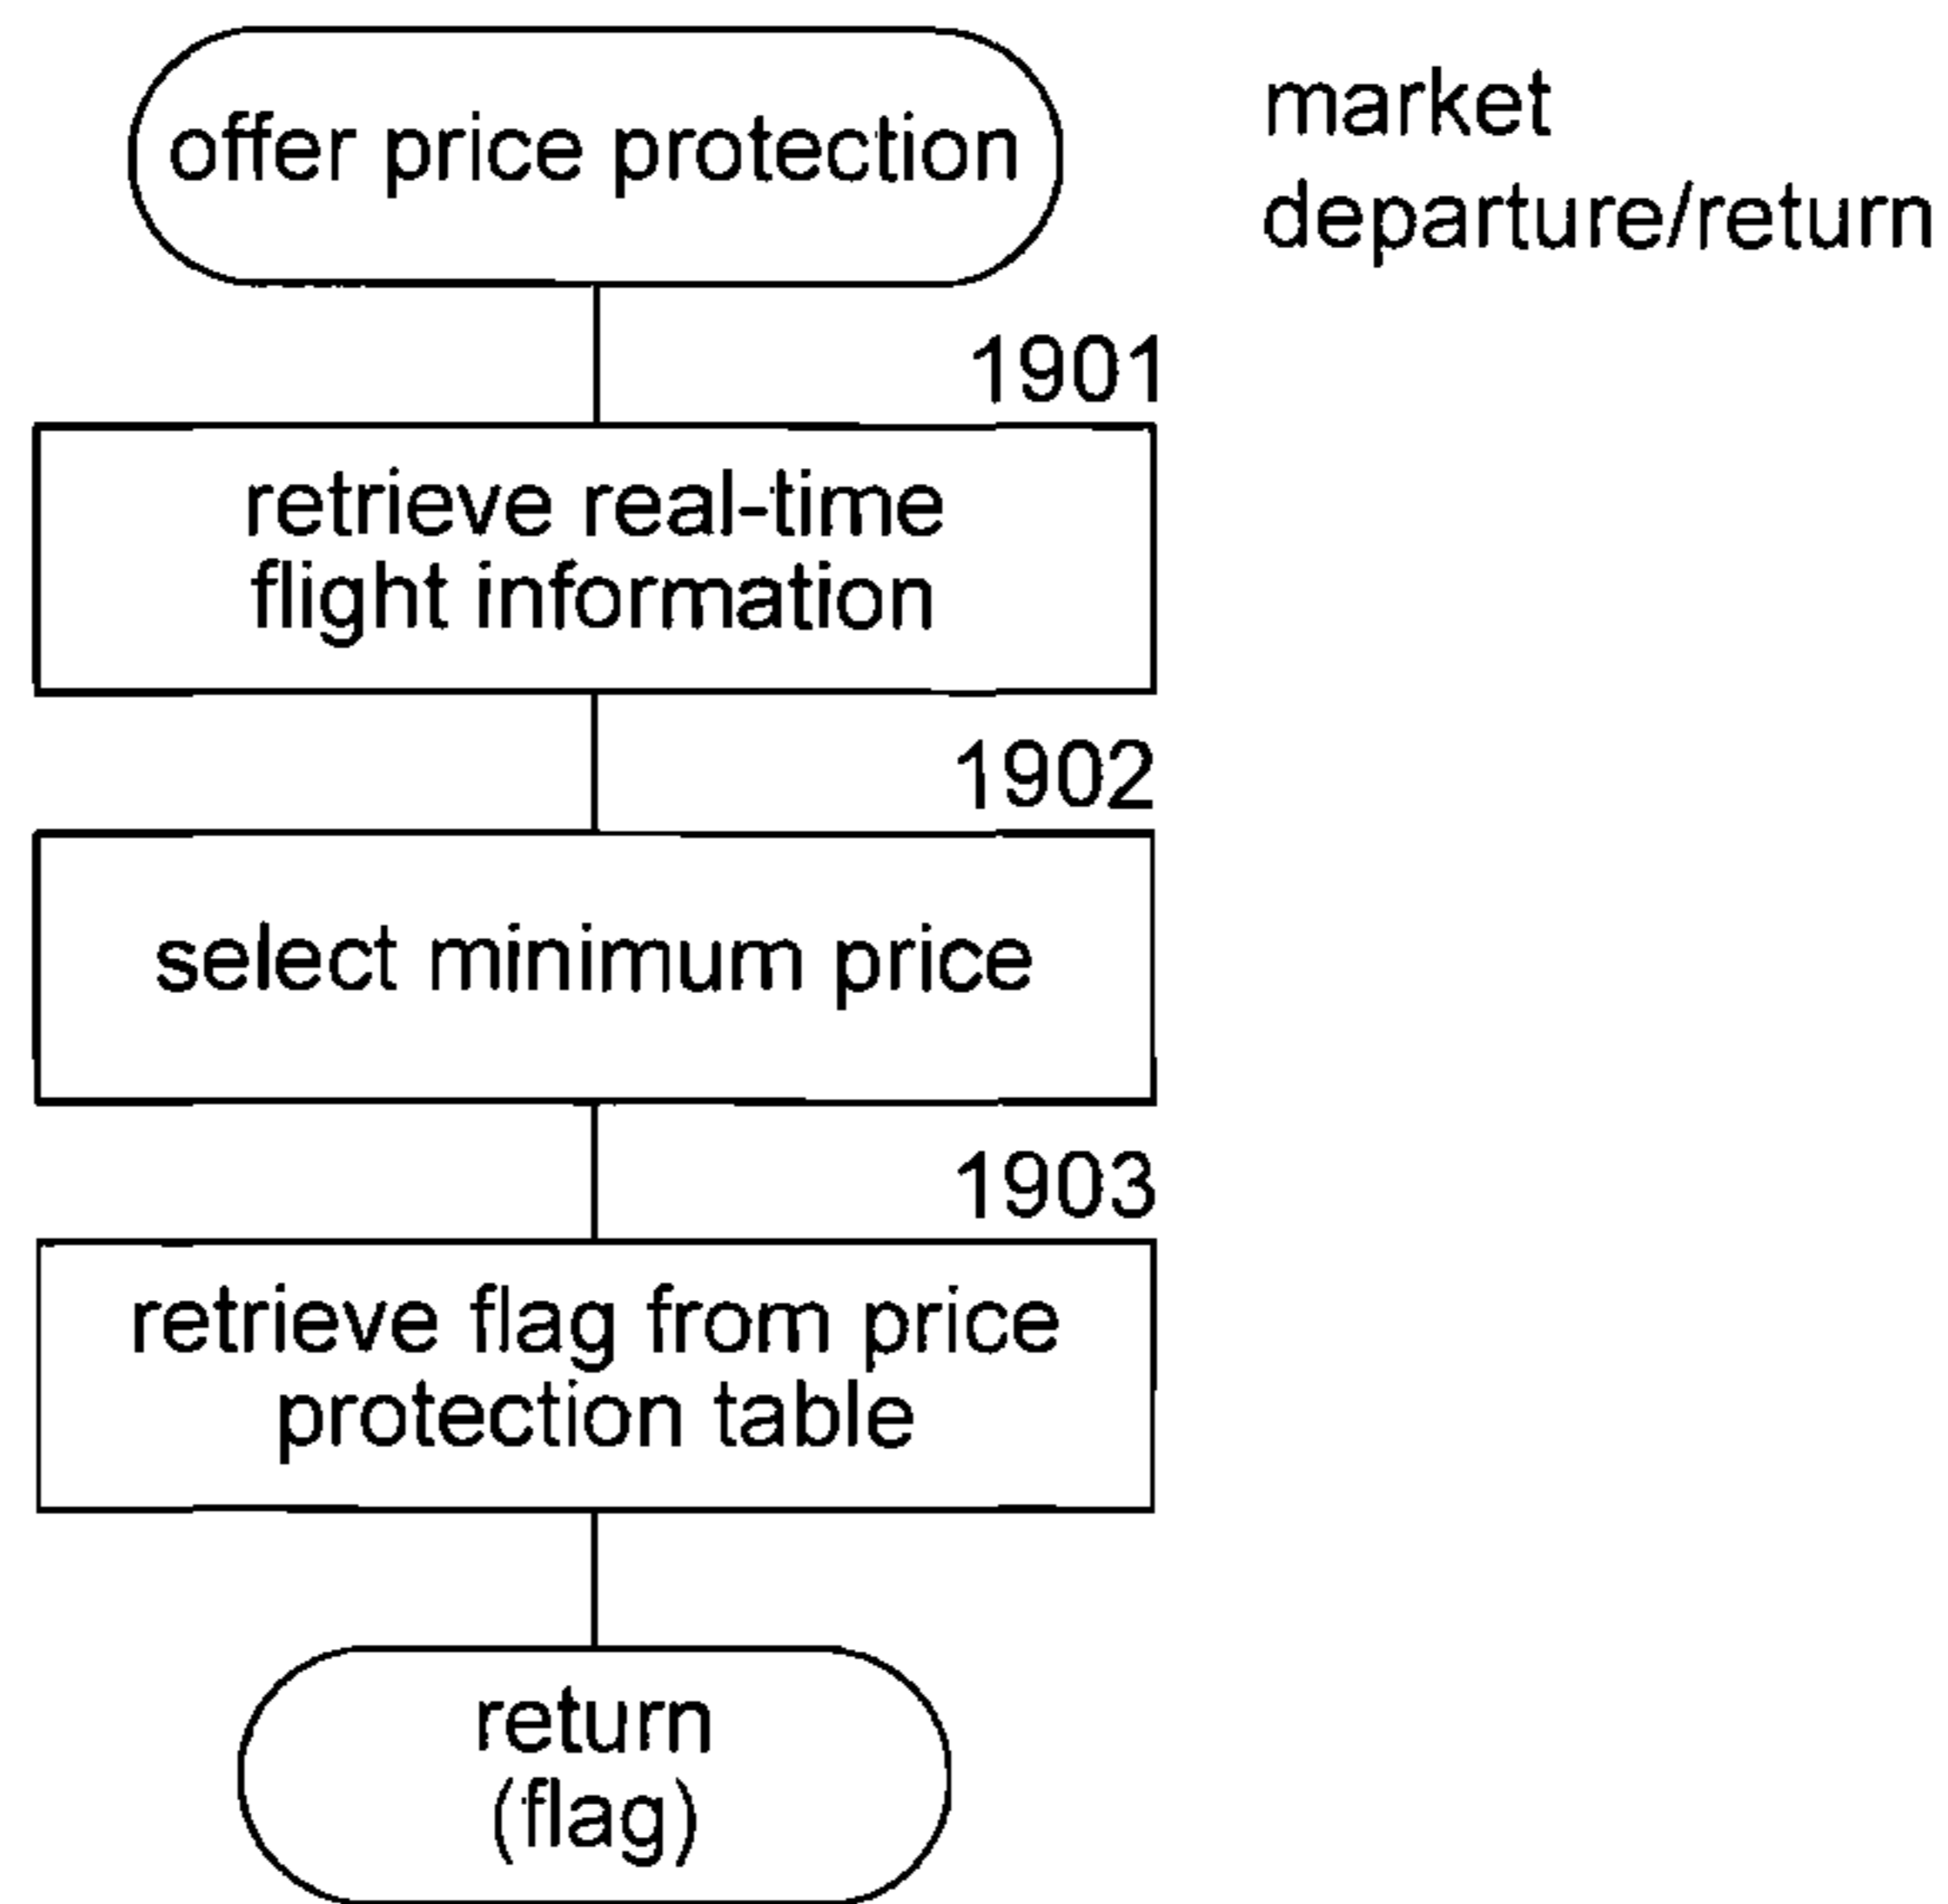 offer price protection
market
departure/return
1901
retrieve real-time
flight information
1902
select minimum price
1903
retrieve flag from price
protection table
return
(flag)